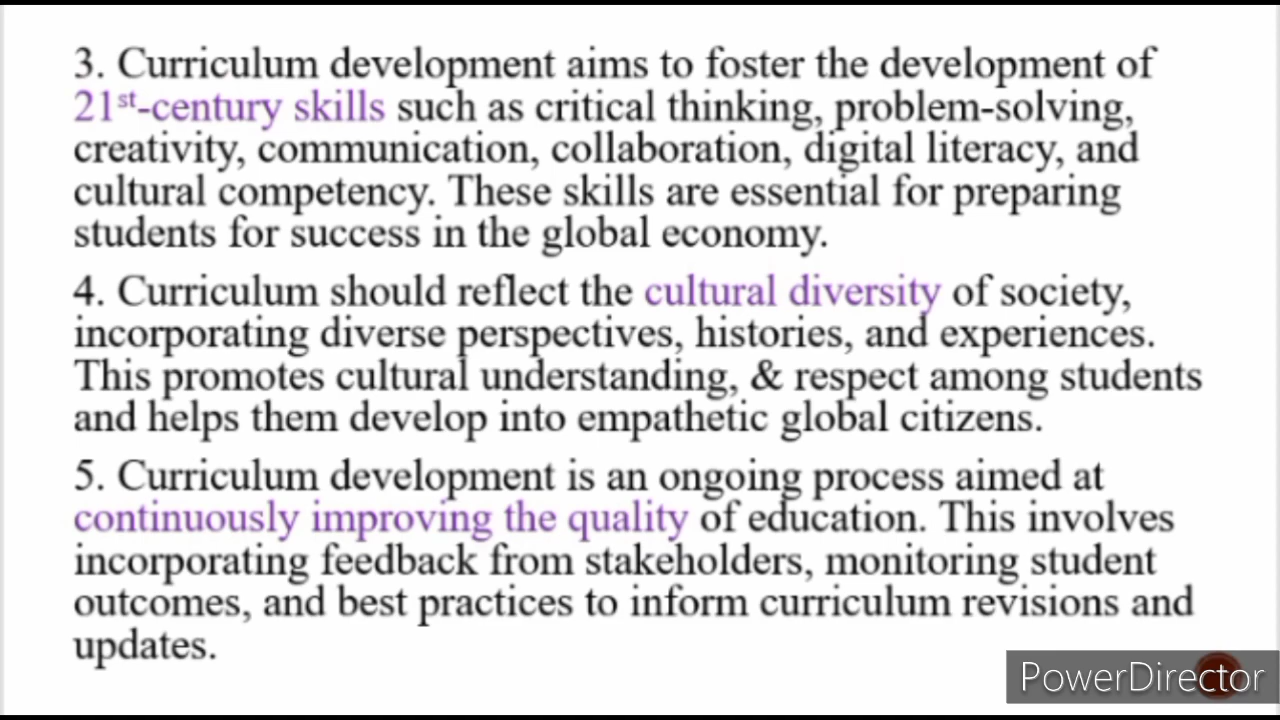 3. Curriculum development aims to foster the development of
21st-century skills such as critical thinking, problem-solving,
creativity, communication, collaboration, digital literacy, and
cultural competency. These skills are essential for preparing
students for success in the global economy.
4. Curriculum should reflect the cultural diversity of society,
incorporating diverse perspectives, histories, and experiences.
This promotes cultural understanding, & respect among students
and helps them develop into empathetic global citizens.
5. Curriculum development is an ongoing process aimed at
continuously improving the quality of education. This involves
incorporating feedback from stakeholders, monitoring student
outcomes, and best practices to inform curriculum revisions and
updates.
PowerDirector